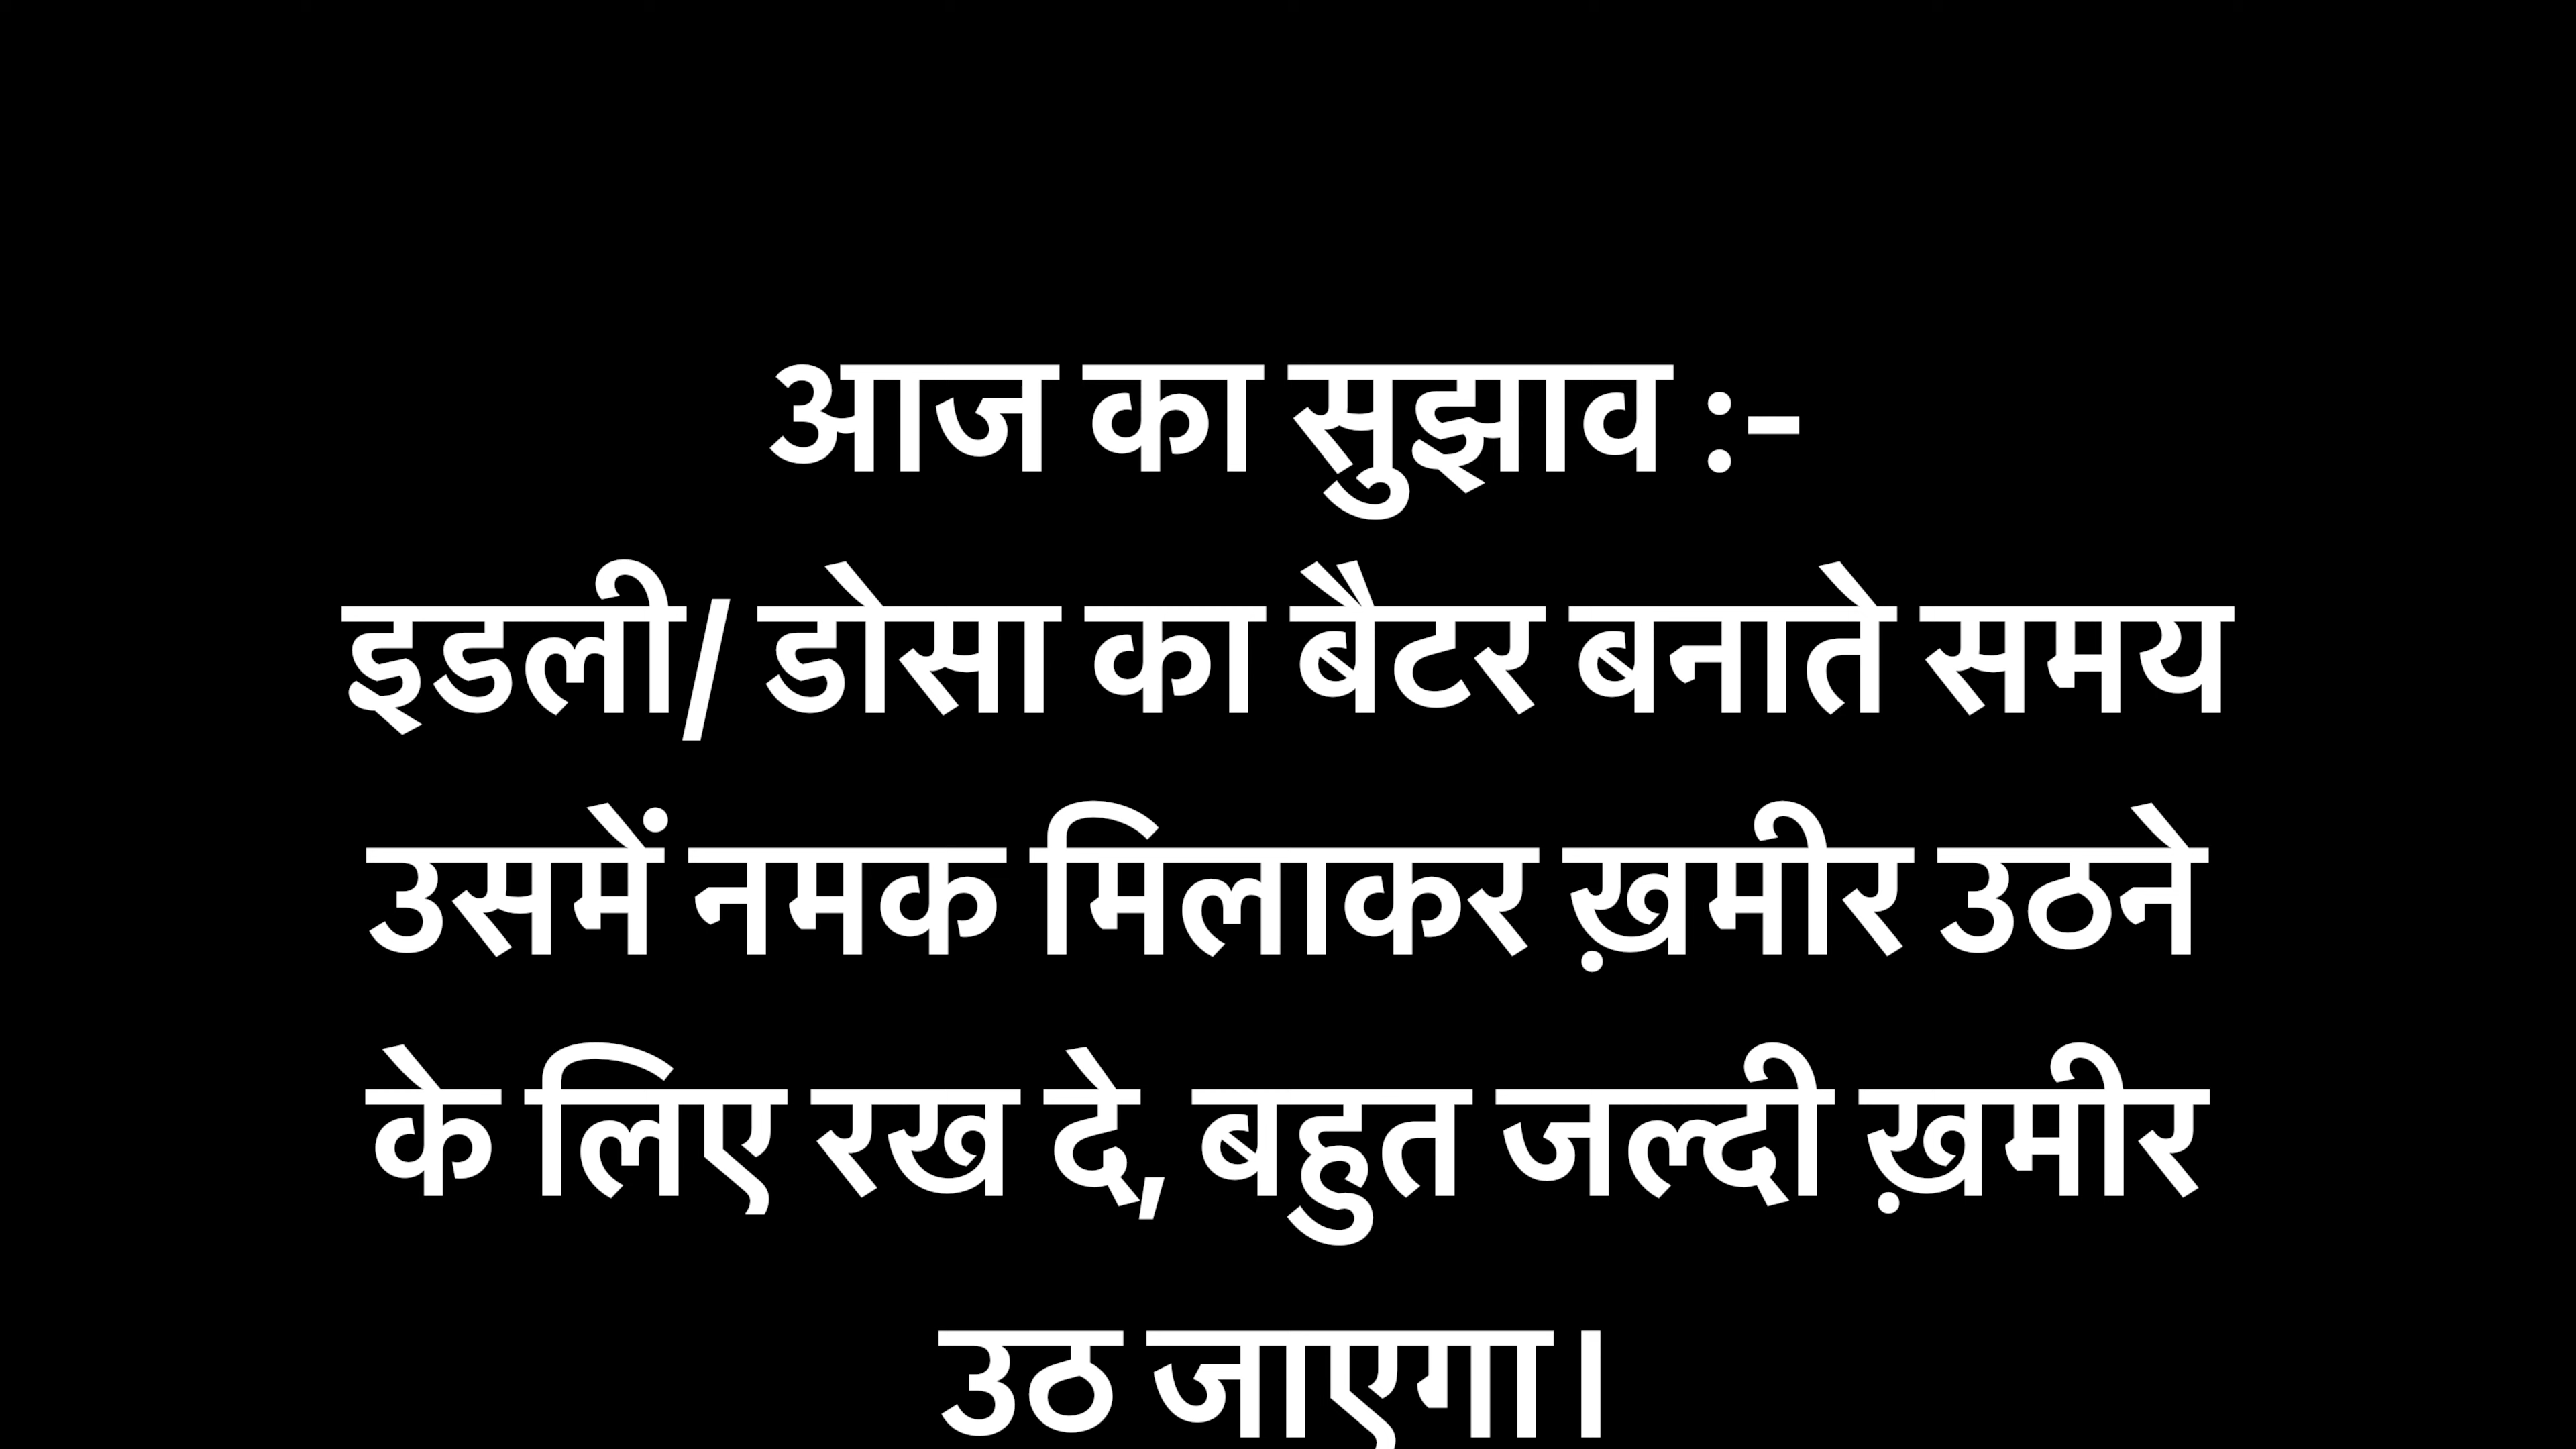 आज का सुझाव :-
इडली/ डोसा का बैटर बनाते समय
उसमें नमक मिलाकर ख़मीर उठने
के लिए रख दे, बहुत जल्दी ख़मीर
उठ जाएगा।